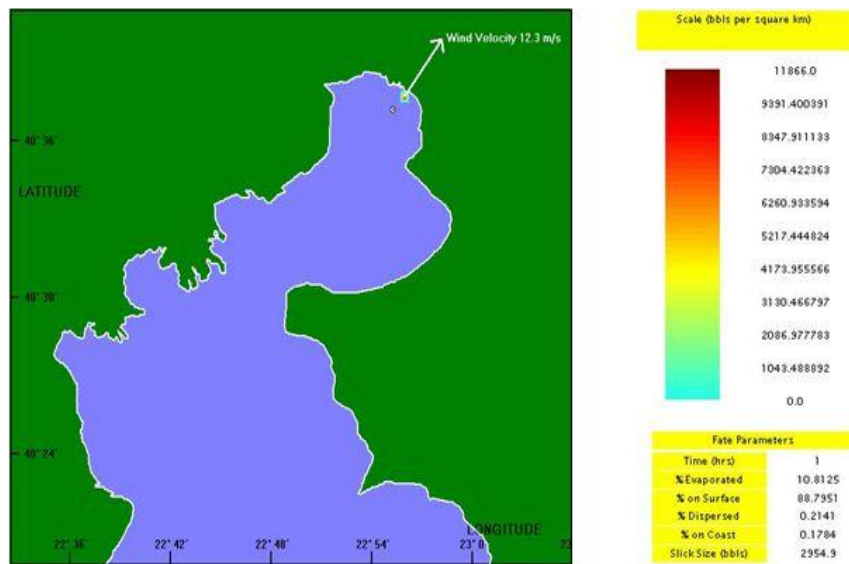 Wind Velocity 12.3 m/s
40° 36'
LATITUDE
40° 30'
40° 24'
LONGITUDE
22° 36' 22° 42' 22° 48' 22° 54' 23° 0' 23
Scale (bbls per square km)
11866.0
9391.400391
8347.911133
7304.422363
6260.933594
5217.444824
4173.955566
3130.466797
2086.977783
1043.488892
0.0
Fate Parameters
Time (hrs) 1
% Evaporated 10.8125
% on Surface 88.7951
% Dispersed 0.2141
% on Coast 0.1784
Slick Size (bbls) 2954.9